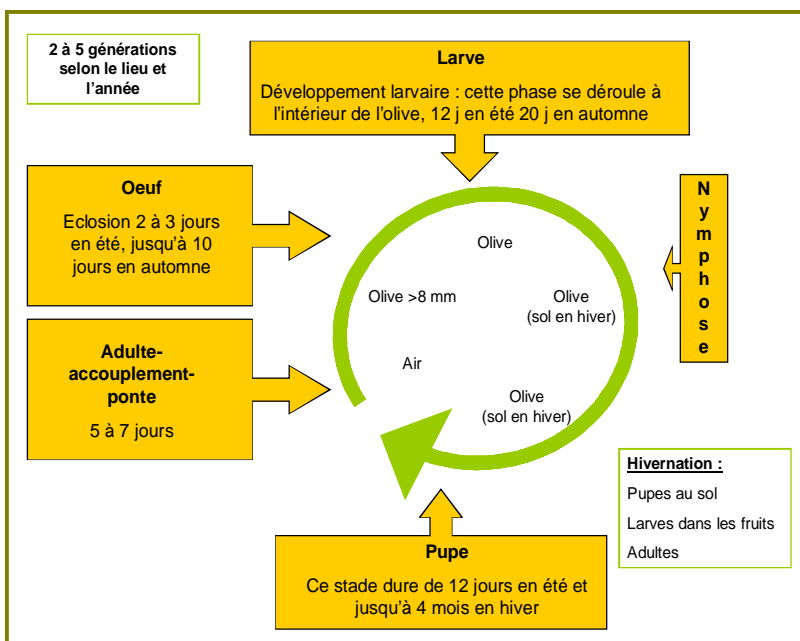 2 à 5 générations
selon le lieu et
l'année
Larve
Développement larvaire : cette phase se déroule à
l'intérieur de l'olive, 12 j en été 20 j en automne
Oeuf
Eclosion 2 à 3 jours
en été, jusqu'à 10
jours en automne
Nymphose
Olive
Olive >8 mm
Olive
(sol en hiver)
Adulte-
accouplement-
ponte
5 à 7 jours
Air
Olive
(sol en hiver)
Hivernation :
Pupes au sol
Larves dans les fruits
Adultes
Pupe
Ce stade dure de 12 jours en été et
jusqu'à 4 mois en hiver